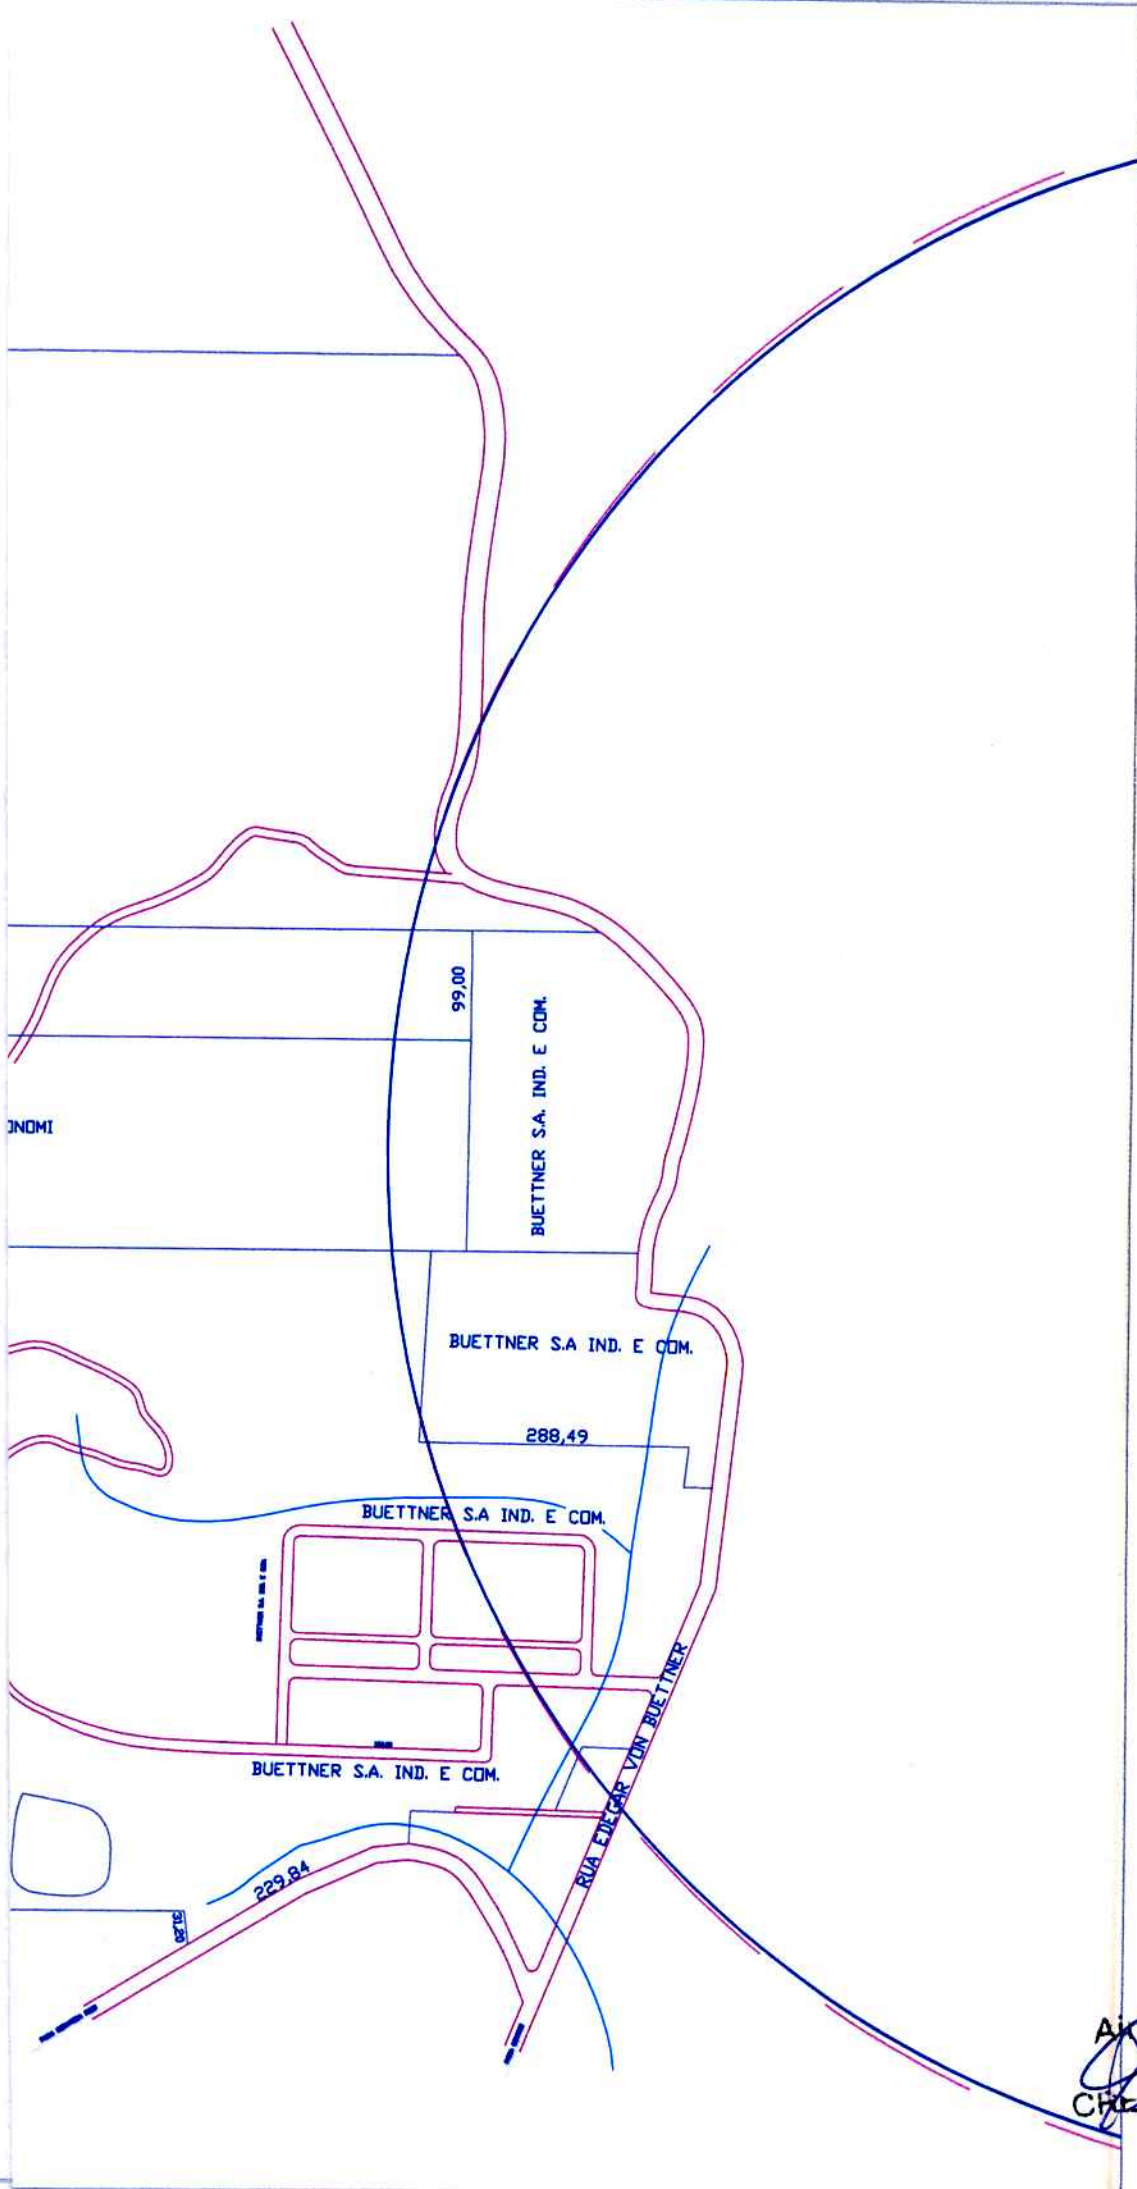 99,00
BUETTNER S.A. IND. E COM.
BUETTNER S.A IND. E COM.
288,49
BUETTNER S.A IND. E COM.
RUA EDEGAR VON BUETTNER
BUETTNER S.A. IND. E COM.
229,84
31,20